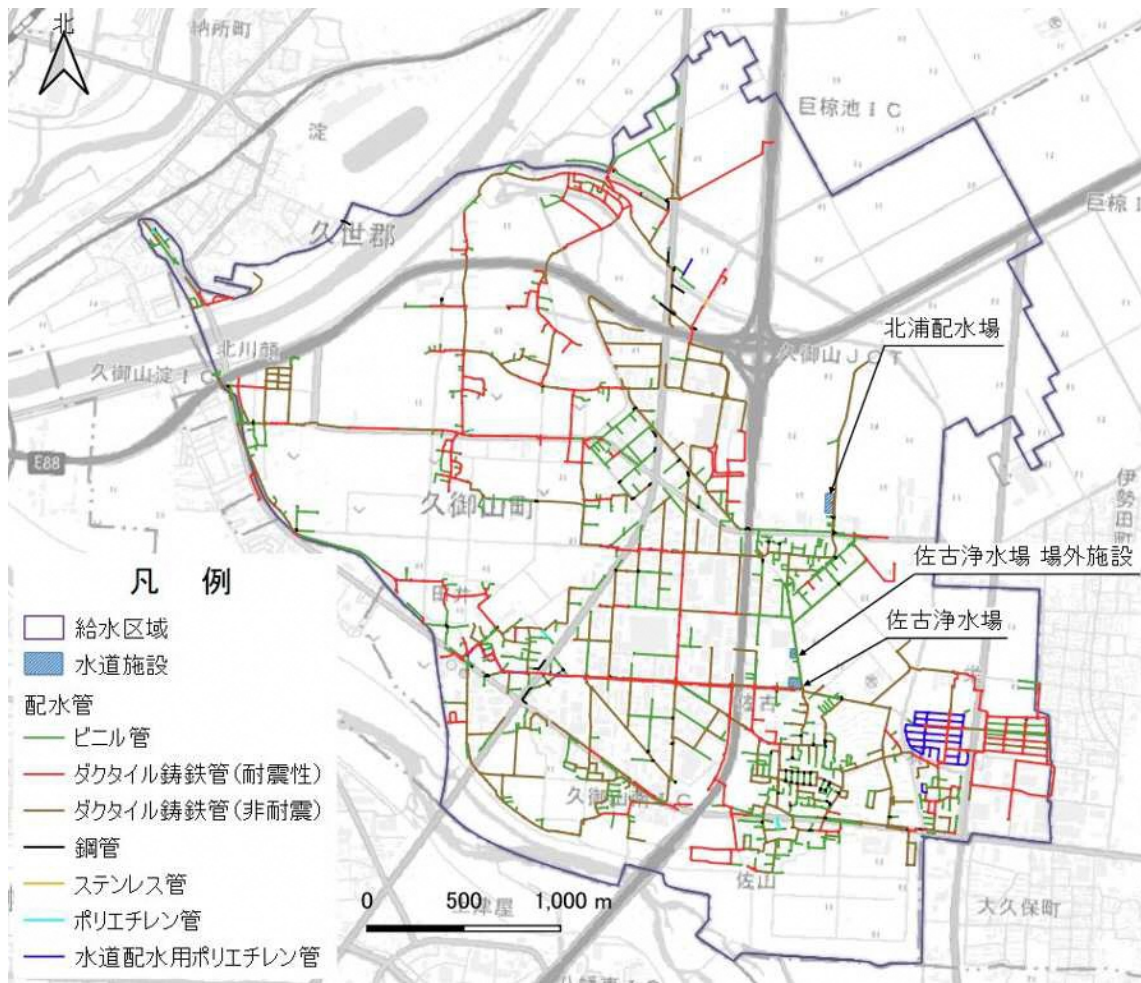 北
納所町
淀
巨椋池IC
巨椋I
久世郡
北川顔
久御山淀IC
久御山JCT
北浦配水場
E88
久御山町
伊勢田町
佐古浄水場 場外施設
佐古浄水場
田井
佐古
久御山南IC
佐山
大久保町
凡 例
給水区域
水道施設
配水管
ビニル管
ダクタイル鋳鉄管(耐震性)
ダクタイル鋳鉄管(非耐震)
鋼管
ステンレス管
ポリエチレン管
水道配水用ポリエチレン管
0 500 1,000 m